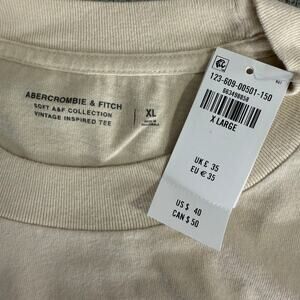 ABERCROMBIE & FITCH
SOFT A&F COLLECTION
VINTAGE INSPIRED TEE
XL
123-609-00501-150
663498858
X LARGE
UK £ 35
EU € 35
US $ 40
CAN $ 50